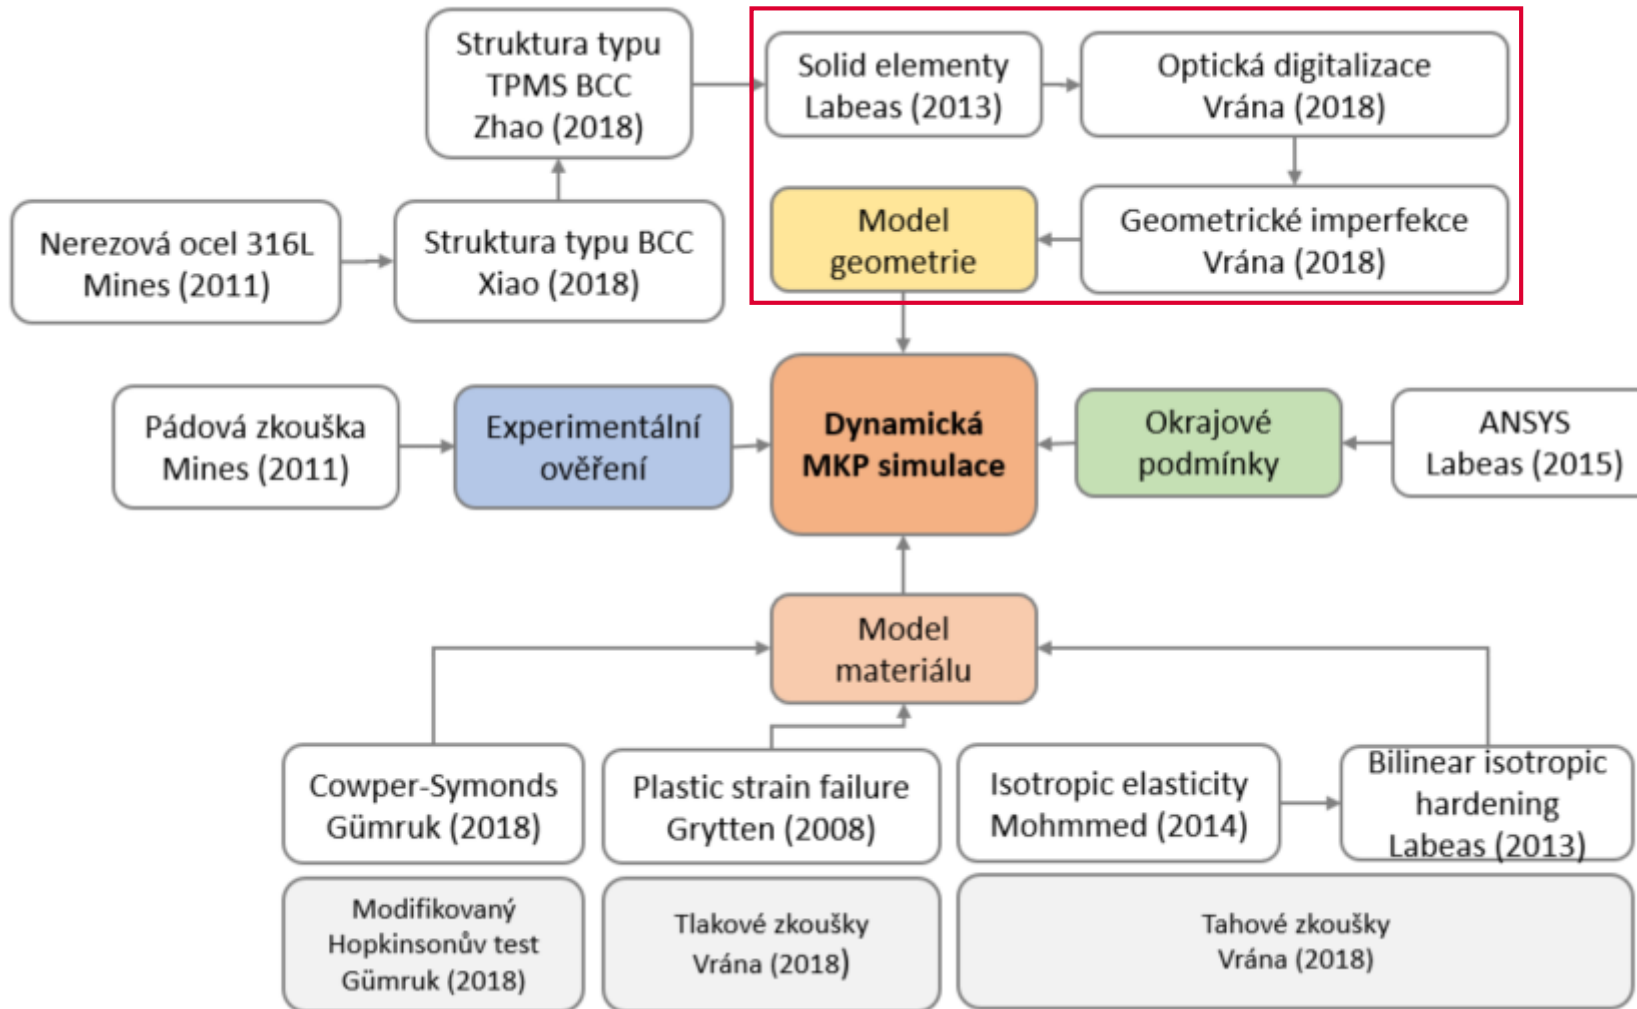 Struktura typu
TPMS BCC
Zhao (2018)
Solid elementy
Labeas (2013)
Optická digitalizace
Vrána (2018)
Nerezová ocel 316L
Mines (2011)
Struktura typu BCC
Xiao (2018)
Model
geometrie
Geometrické imperfekce
Vrána (2018)
Pádová zkouška
Mines (2011)
Experimentální
ověření
Dynamická
MKP simulace
Okrajové
podmínky
ANSYS
Labeas (2015)
Model
materiálu
Cowper-Symonds
Gümruk (2018)
Plastic strain failure
Grytten (2008)
Isotropic elasticity
Mohmmed (2014)
Bilinear isotropic
hardening
Labeas (2013)
Modifikovaný
Hopkinsonův test
Gümruk (2018)
Tlakové zkoušky
Vrána (2018)
Tahové zkoušky
Vrána (2018)